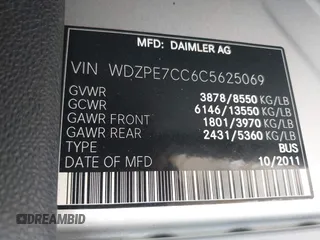 MFD: DAIMLER AG
VIN WDZPE7CC6C5625069
GVWR 3878/8550 KG/LB
GCWR 6146/13550 KG/LB
GAWR FRONT 1801/3970 KG/LB
GAWR REAR 2431/5360 KG/LB
TYPE BUS
DATE OF MFD 10/2011
DREAMBID